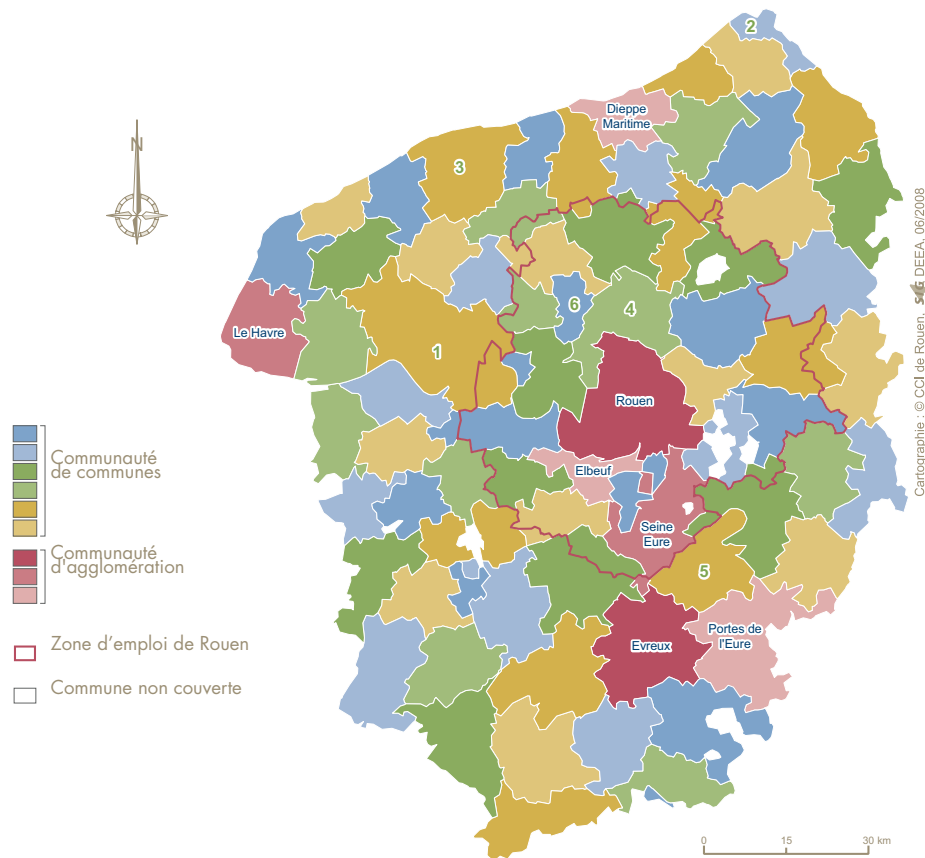 2
Dieppe
Maritime
N
3
6
4
Le Havre
1
Rouen
Elbeuf
Seine
Eure
5
Portes de
l'Eure
Evreux
Communauté
de communes
Communauté
d'agglomération
Zone d'emploi de Rouen
Commune non couverte
0 15 30 km
Cartographie : © CCI de Rouen, SIG DEEA, 06/2008